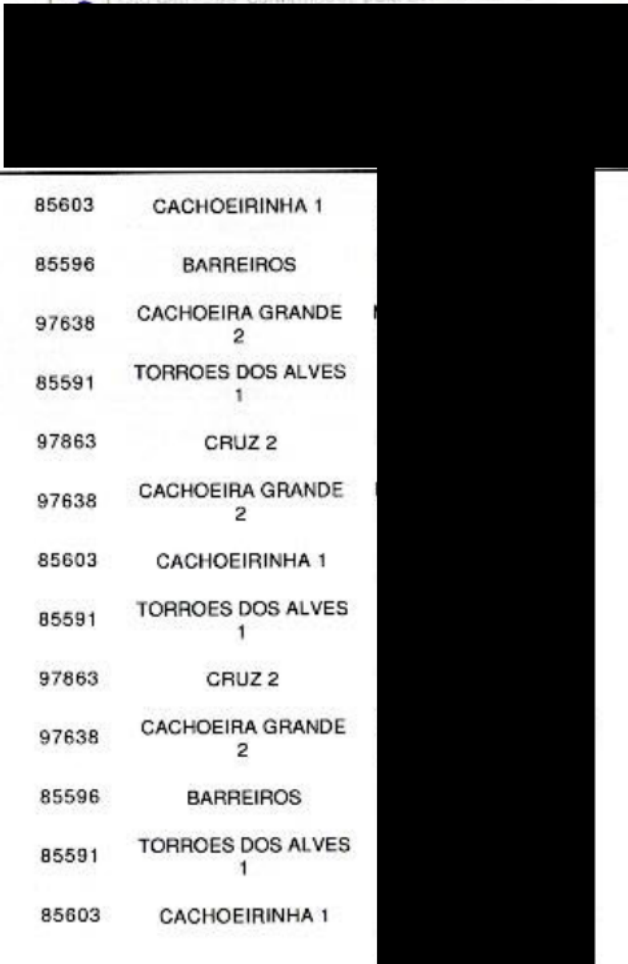 85603 CACHOEIRINHA 1
85596 BARREIROS
97638 CACHOEIRA GRANDE
2
85591 TORROES DOS ALVES
1
97863 CRUZ 2
97638 CACHOEIRA GRANDE
2
85603 CACHOEIRINHA 1
85591 TORROES DOS ALVES
1
97863 CRUZ 2
97638 CACHOEIRA GRANDE
2
85596 BARREIROS
85591 TORROES DOS ALVES
1
85603 CACHOEIRINHA 1